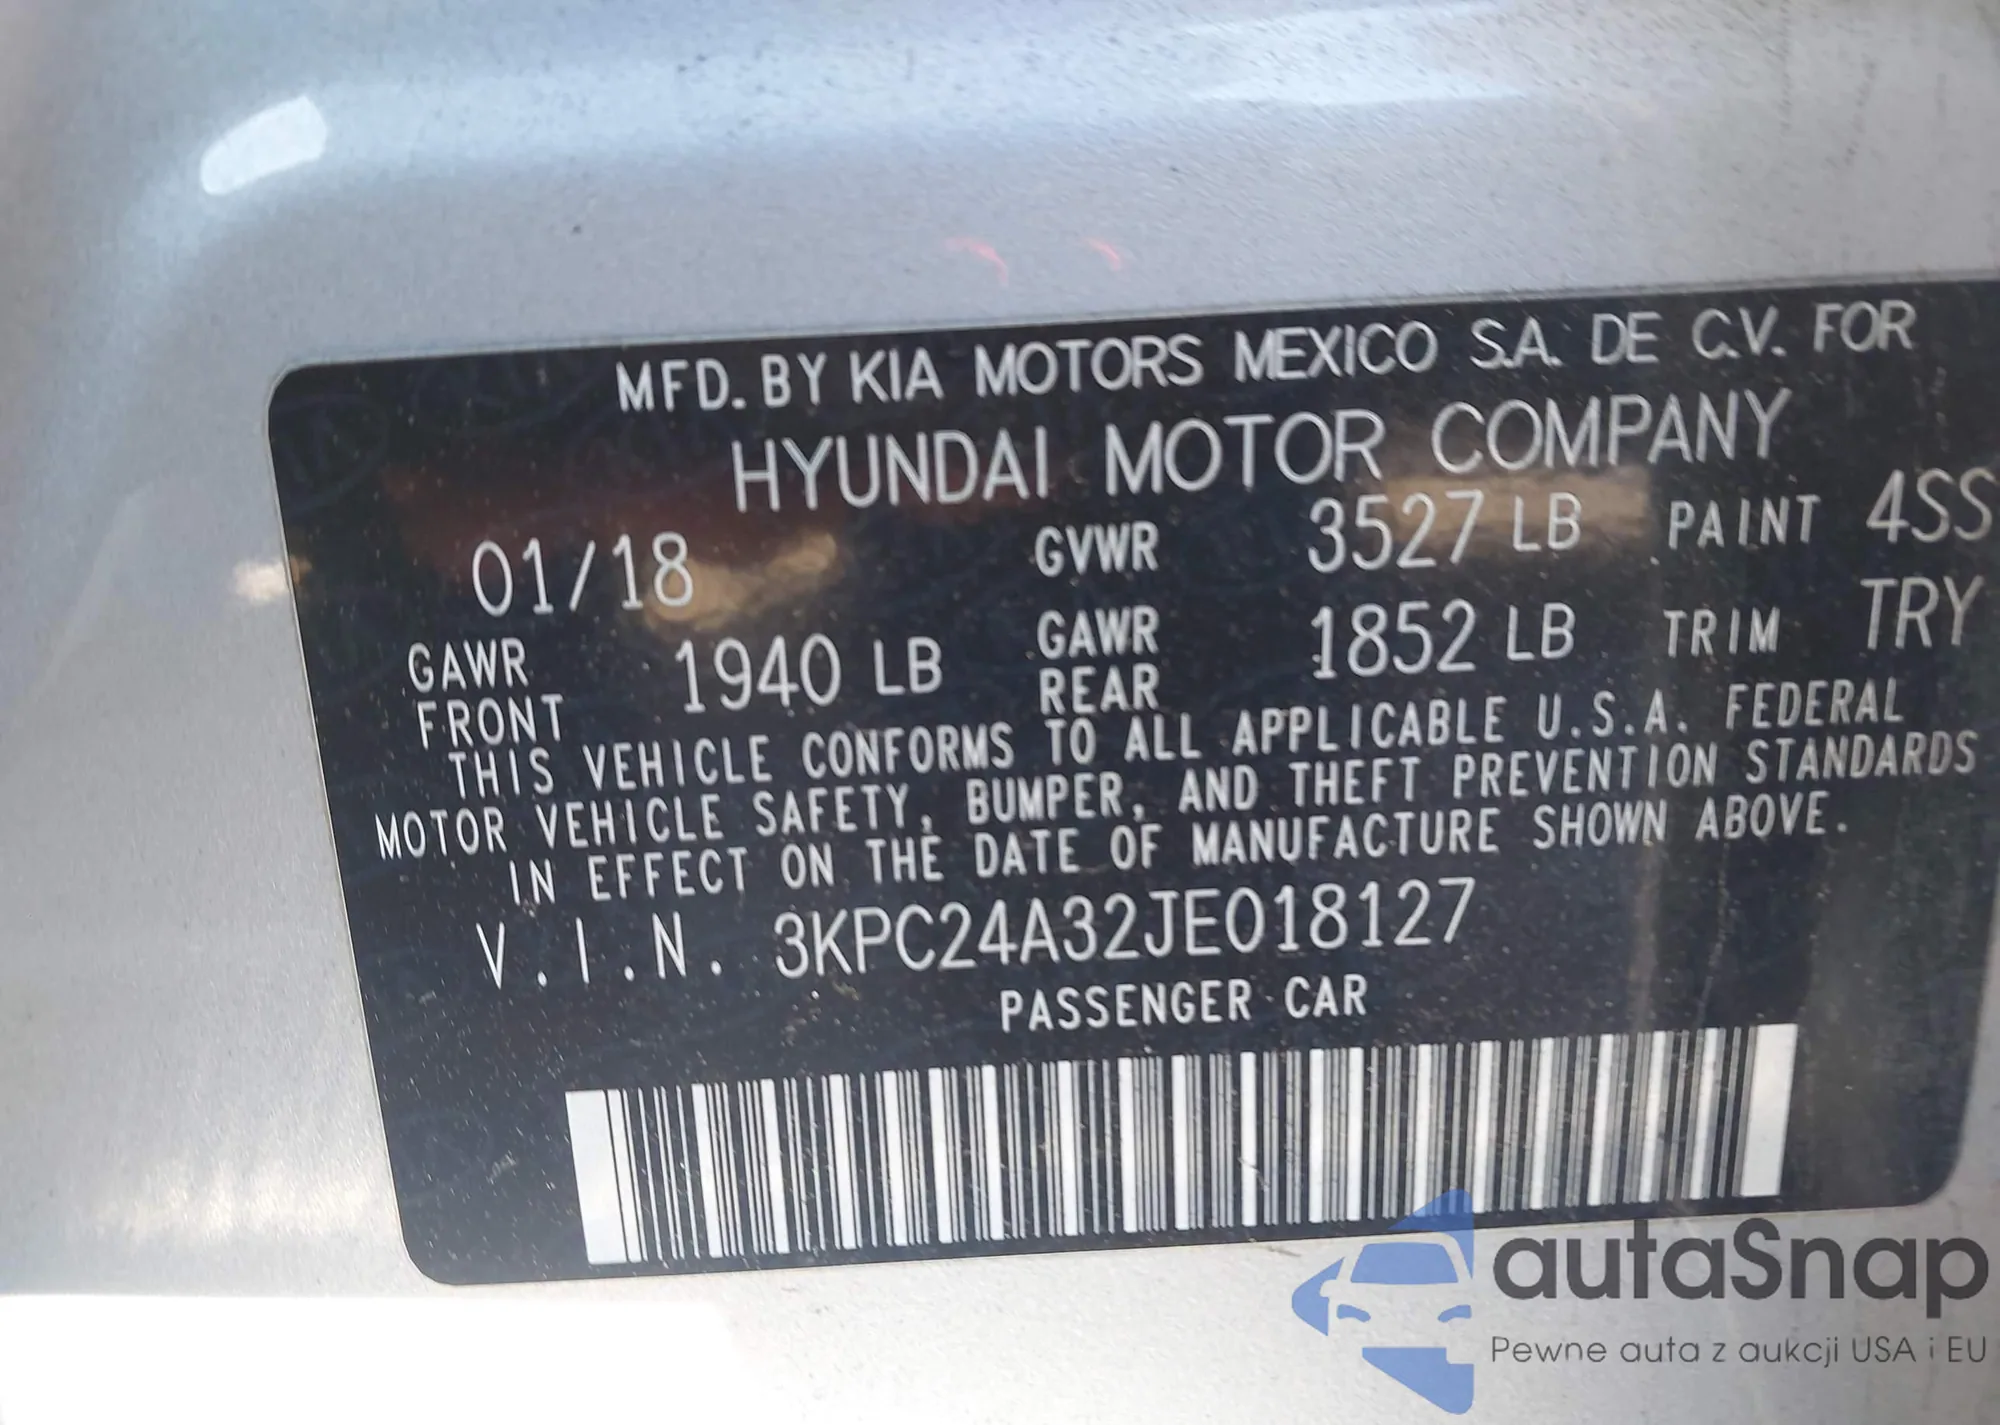 MFD. BY KIA MOTORS MEXICO S.A. DE C.V. FOR
HYUNDAI MOTOR COMPANY
01/18 GVWR 3527 LB PAINT 4SS
GAWR FRONT 1940 LB GAWR REAR 1852 LB TRIM TRY
THIS VEHICLE CONFORMS TO ALL APPLICABLE U.S.A. FEDERAL
MOTOR VEHICLE SAFETY, BUMPER, AND THEFT PREVENTION STANDARDS
IN EFFECT ON THE DATE OF MANUFACTURE SHOWN ABOVE.
V.I.N. 3KPC24A32JE018127
PASSENGER CAR
autaSnap
Pewne auta z aukcji USA i EU